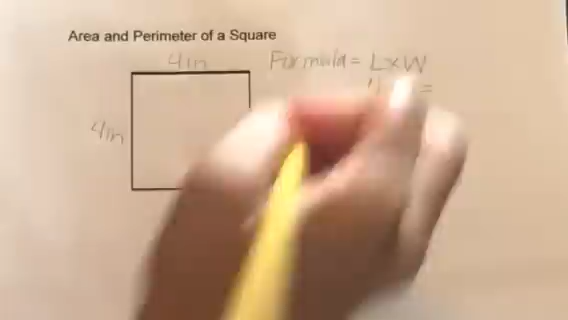 Area and Perimeter of a Square
4in
Formula = L×W
4in
=